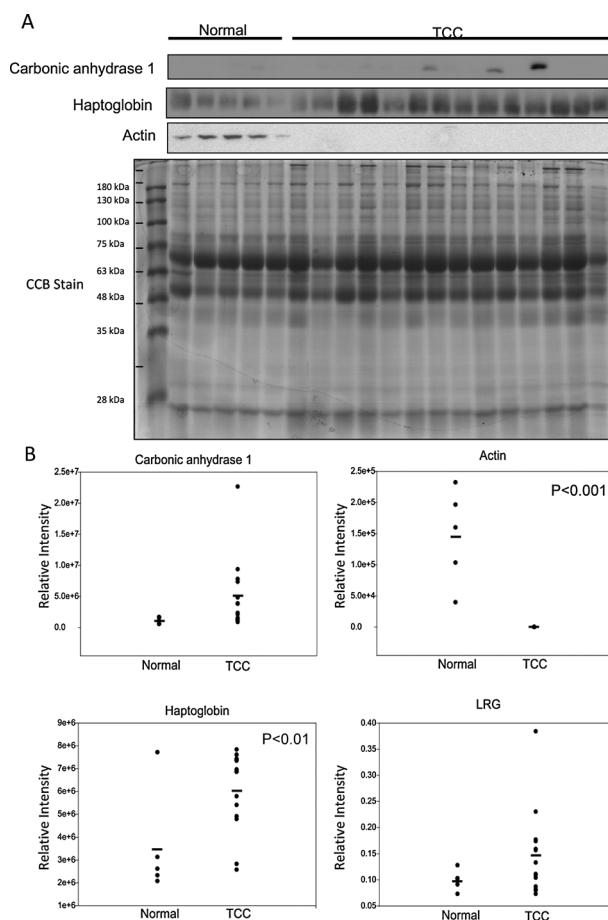 A
Normal TCC
Carbonic anhydrase 1
Haptoglobin
Actin
180 kDa
130 kDa
100 kDa
75 kDa
63 kDa
CCB Stain
48 kDa
35 kDa
28 kDa
B
Carbonic anhydrase 1
Relative Intensity
2.5e+7
2.0e+7
1.5e+7
1.0e+7
5.0e+6
0.0
Normal TCC
Actin
P<0.001
Relative Intensity
2.5e+5
2.0e+5
1.5e+5
1.0e+5
5.0e+4
0.0
Normal TCC
Haptoglobin
P<0.01
Relative Intensity
9e+6
8e+6
7e+6
6e+6
5e+6
4e+6
3e+6
2e+6
1e+6
Normal TCC
LRG
Relative Intensity
0.40
0.35
0.30
0.25
0.20
0.15
0.10
0.05
Normal TCC